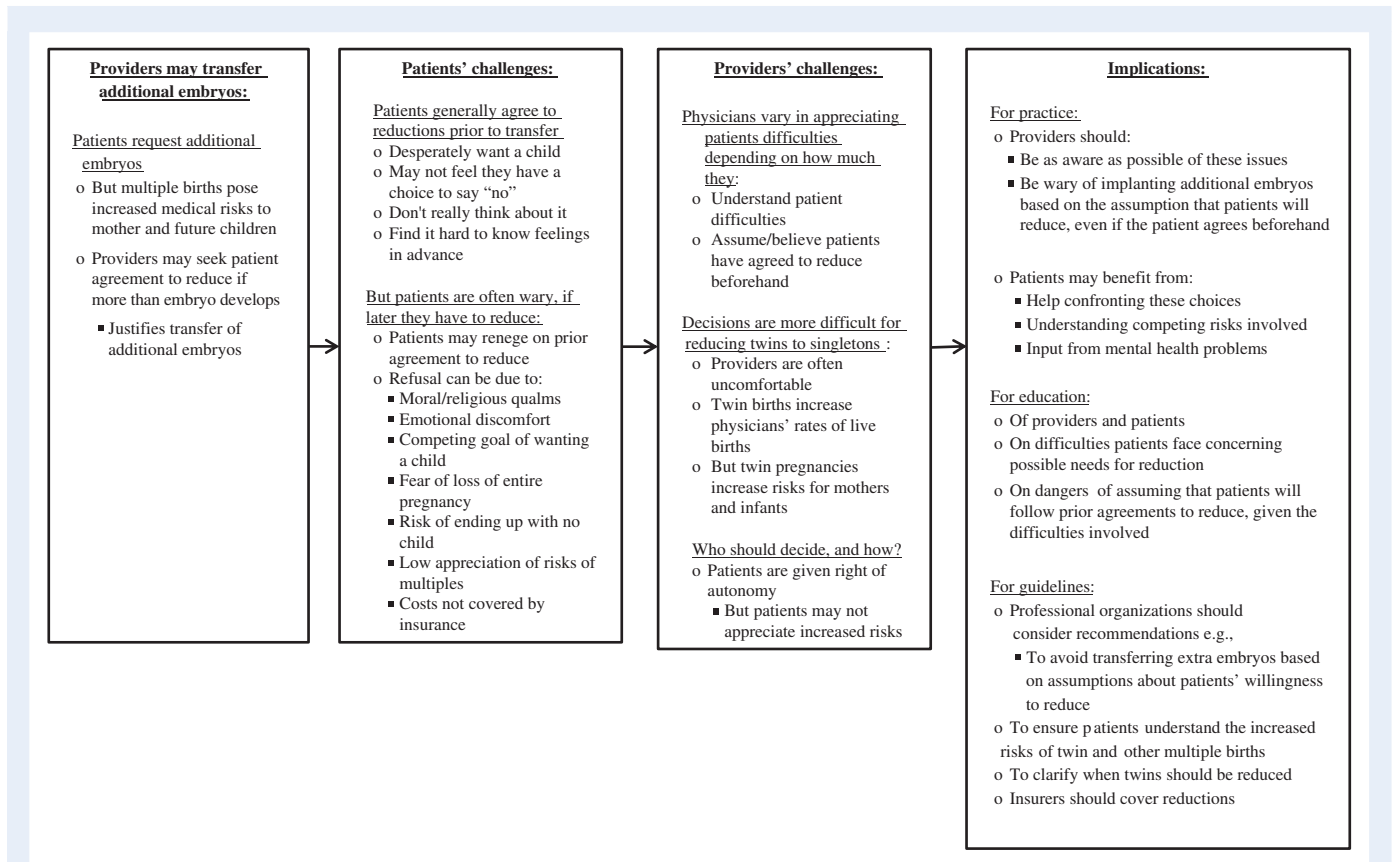 Providers may transfer
additional embryos:
Patients request additional
embryos
o But multiple births pose
increased medical risks to
mother and future children
o Providers may seek patient
agreement to reduce if
more than embryo develops
▪ Justifies transfer of
additional embryos
Patients’ challenges:
Patients generally agree to
reductions prior to transfer
o Desperately want a child
o May not feel they have a
choice to say “no”
o Don't really think about it
o Find it hard to know feelings
in advance
But patients are often wary, if
later they have to reduce:
o Patients may renege on prior
agreement to reduce
o Refusal can be due to:
▪ Moral/religious qualms
▪ Emotional discomfort
▪ Competing goal of wanting
a child
▪ Fear of loss of entire
pregnancy
▪ Risk of ending up with no
child
▪ Low appreciation of risks of
multiples
▪ Costs not covered by
insurance
Providers’ challenges:
Physicians vary in appreciating
patients difficulties
depending on how much
they:
o Understand patient
difficulties
o Assume/believe patients
have agreed to reduce
beforehand
Decisions are more difficult for
reducing twins to singletons :
o Providers are often
uncomfortable
o Twin births increase
physicians’ rates of live
births
o But twin pregnancies
increase risks for mothers
and infants
Who should decide, and how?
o Patients are given right of
autonomy
▪ But patients may not
appreciate increased risks
Implications:
For practice:
o Providers should:
▪ Be as aware as possible of these issues
▪ Be wary of implanting additional embryos
based on the assumption that patients will
reduce, even if the patient agrees beforehand
o Patients may benefit from:
▪ Help confronting these choices
▪ Understanding competing risks involved
▪ Input from mental health problems
For education:
o Of providers and patients
o On difficulties patients face concerning
possible needs for reduction
o On dangers of assuming that patients will
follow prior agreements to reduce, given the
difficulties involved
For guidelines:
o Professional organizations should
consider recommendations e.g.,
▪ To avoid transferring extra embryos based
on assumptions about patients’ willingness
to reduce
o To ensure patients understand the increased
risks of twin and other multiple births
o To clarify when twins should be reduced
o Insurers should cover reductions